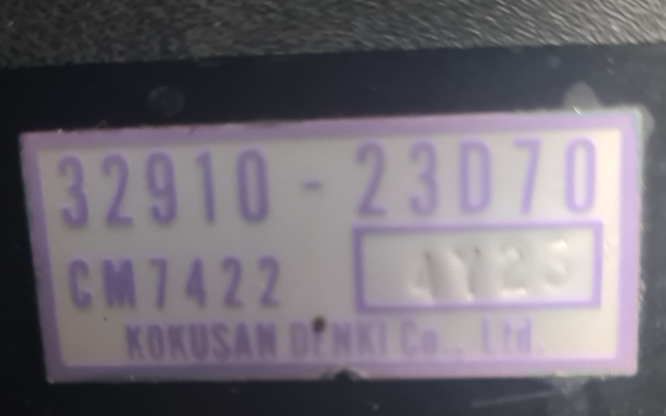 32910-23D70
CM7422
KOKUSAN DENKI Co., Ltd.